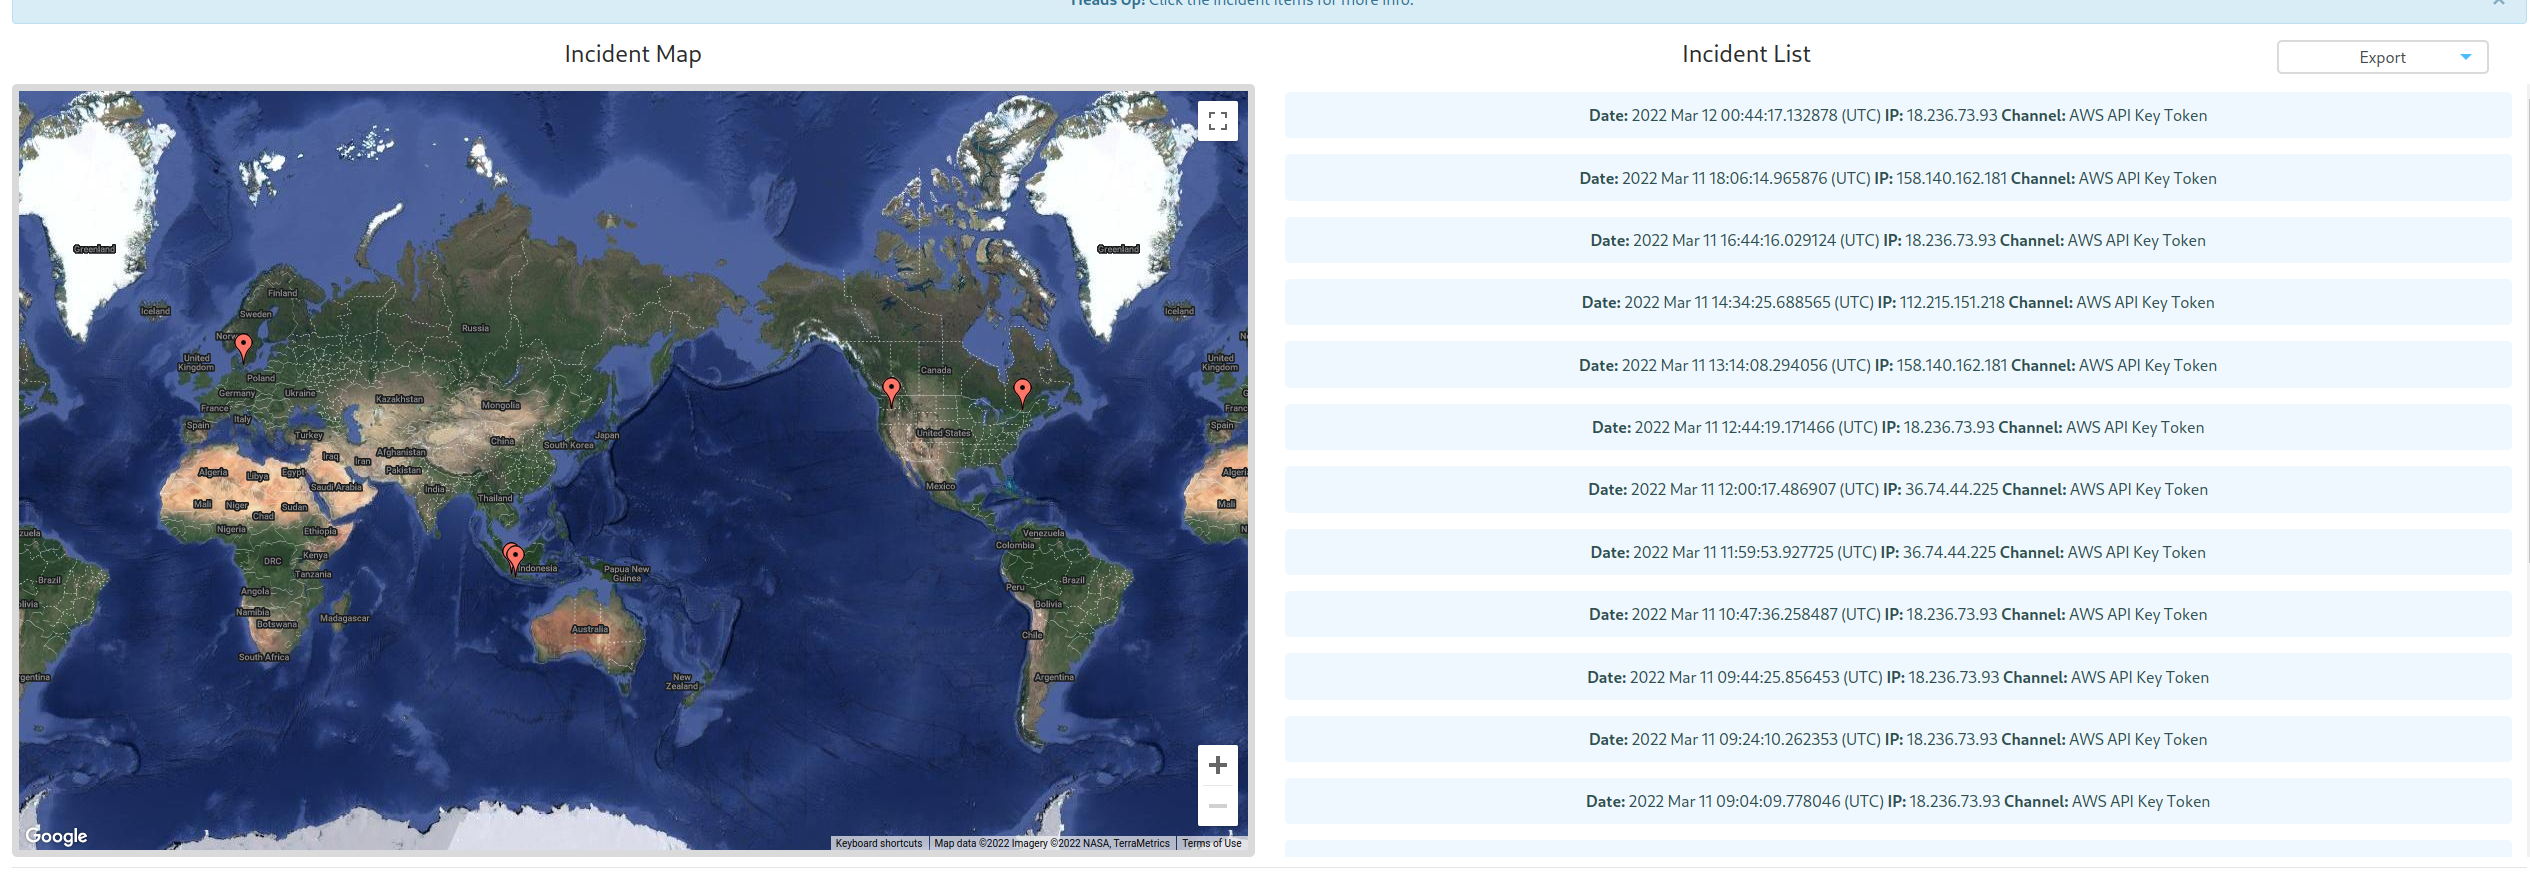 Heads Up! Click the incident items for more info.
Incident Map
Incident List
Export
Date: 2022 Mar 12 00:44:17.132878 (UTC) IP: 18.236.73.93 Channel: AWS API Key Token
Date: 2022 Mar 11 18:06:14.965876 (UTC) IP: 158.140.162.181 Channel: AWS API Key Token
Date: 2022 Mar 11 16:44:16.029124 (UTC) IP: 18.236.73.93 Channel: AWS API Key Token
Date: 2022 Mar 11 14:34:25.688565 (UTC) IP: 112.215.151.218 Channel: AWS API Key Token
Date: 2022 Mar 11 13:14:08.294056 (UTC) IP: 158.140.162.181 Channel: AWS API Key Token
Date: 2022 Mar 11 12:44:19.171466 (UTC) IP: 18.236.73.93 Channel: AWS API Key Token
Date: 2022 Mar 11 12:00:17.486907 (UTC) IP: 36.74.44.225 Channel: AWS API Key Token
Date: 2022 Mar 11 11:59:53.927725 (UTC) IP: 36.74.44.225 Channel: AWS API Key Token
Date: 2022 Mar 11 10:47:36.258487 (UTC) IP: 18.236.73.93 Channel: AWS API Key Token
Date: 2022 Mar 11 09:44:25.856453 (UTC) IP: 18.236.73.93 Channel: AWS API Key Token
Date: 2022 Mar 11 09:24:10.262353 (UTC) IP: 18.236.73.93 Channel: AWS API Key Token
Date: 2022 Mar 11 09:04:09.778046 (UTC) IP: 18.236.73.93 Channel: AWS API Key Token
Greenland
Greenland
Finland
Iceland
Iceland
Sweden
Russia
United
Kingdom
United
Kingdom
Canada
Poland
Germany
Ukraine
Kazakhstan
Mongolia
France
Italy
Spain
Spain
Turkey
China
Japan
South Korea
United States
Iraq
Iran
Afghanistan
Pakistan
Algeria
Libya
Egypt
Saudi Arabia
India
Thailand
Mexico
Mali
Niger
Chad
Sudan
Mali
Nigeria
Ethiopia
Venezuela
Colombia
DRC
Kenya
Tanzania
Indonesia
Papua New
Guinea
Brazil
Brazil
Peru
Angola
Bolivia
Namibia
Botswana
Madagascar
Australia
Chile
South Africa
Argentina
New
Zealand
Google
Keyboard shortcuts
Map data ©2022 Imagery ©2022 NASA, TerraMetrics
Terms of Use